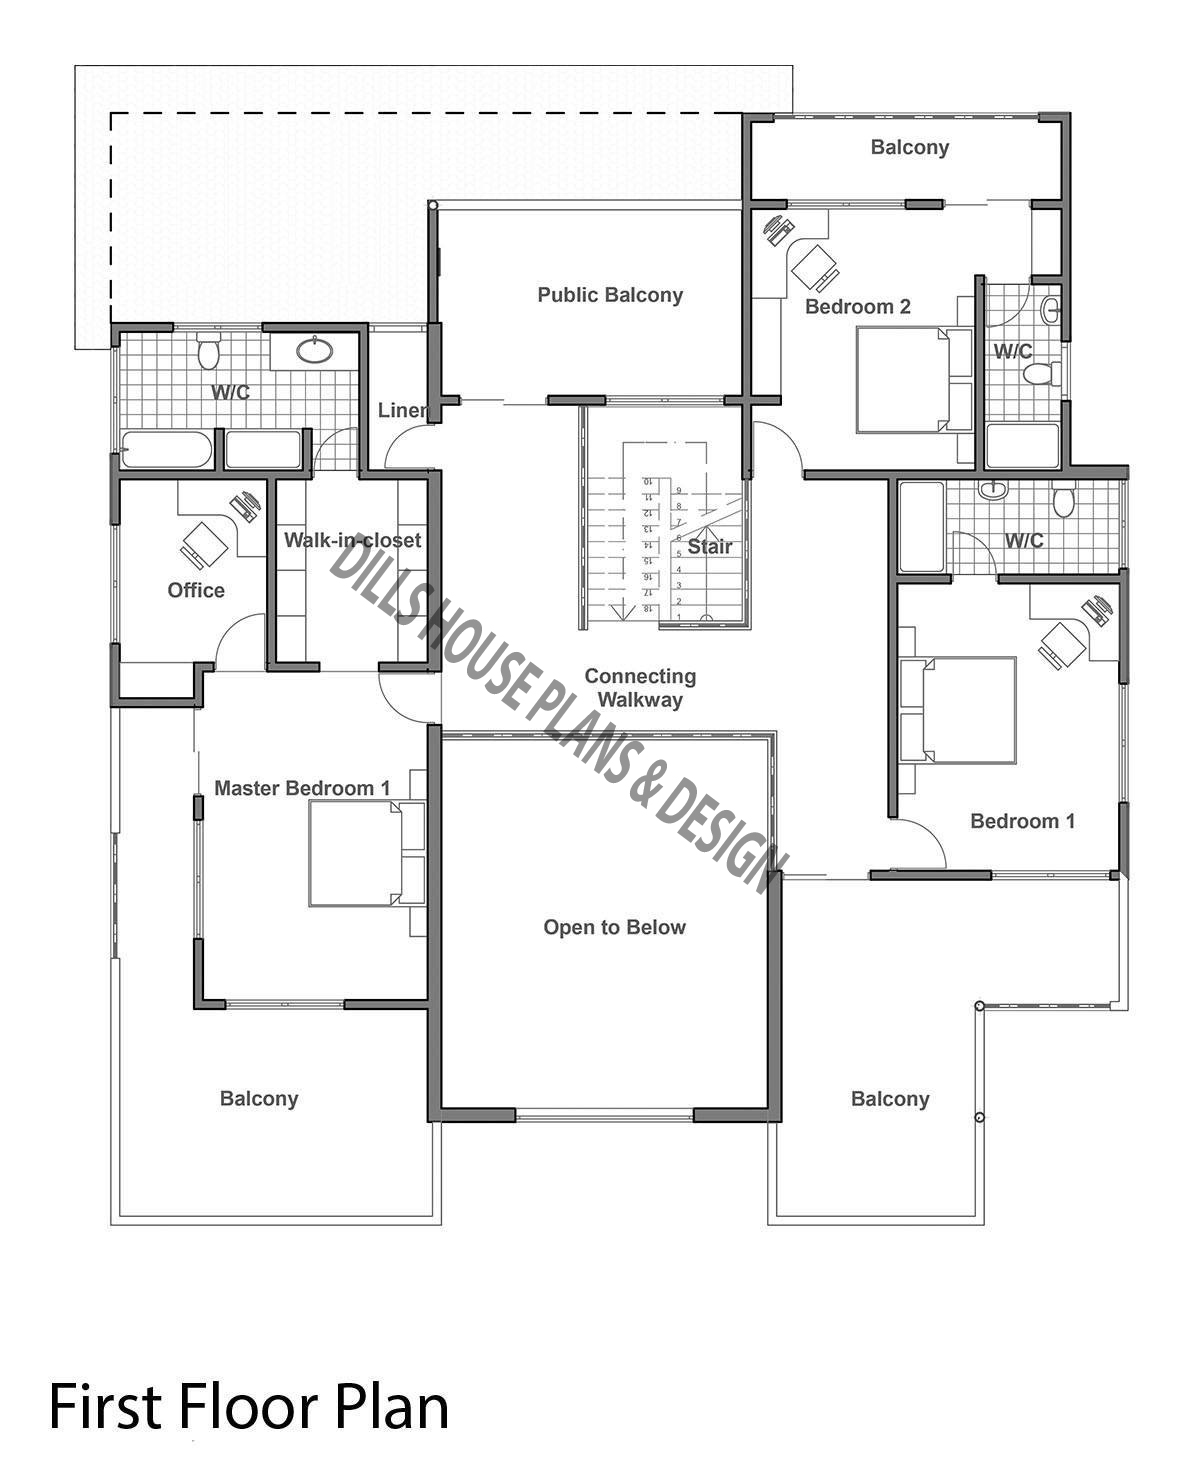 Balcony
Public Balcony
Bedroom 2
W/C
W/C
Linen
10
11
12
13
14
15
16
17
18
9
8
7
6
5
4
3
2
1
Stair
Walk-in-closet
W/C
Office
DILLS HOUSE PLANS & DESIGN
Connecting
Walkway
Master Bedroom 1
Bedroom 1
Open to Below
Balcony
Balcony
First Floor Plan